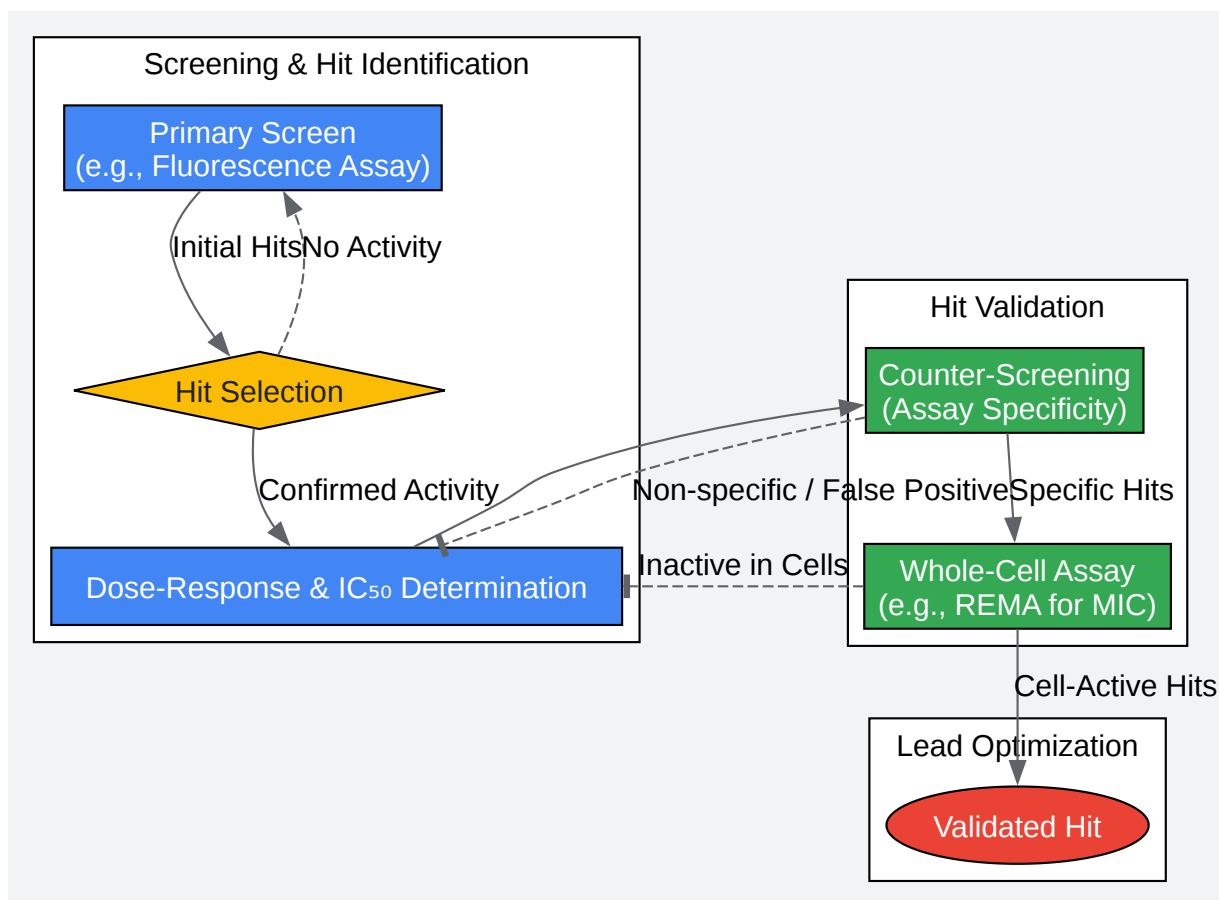 Screening & Hit Identification
Primary Screen
(e.g., Fluorescence Assay)
Initial Hits
No Activity
Hit Selection
Confirmed Activity
Dose-Response & IC₅₀ Determination
Hit Validation
Counter-Screening
(Assay Specificity)
Non-specific / False Positive
Specific Hits
Inactive in Cells
Whole-Cell Assay
(e.g., REMA for MIC)
Cell-Active Hits
Lead Optimization
Validated Hit